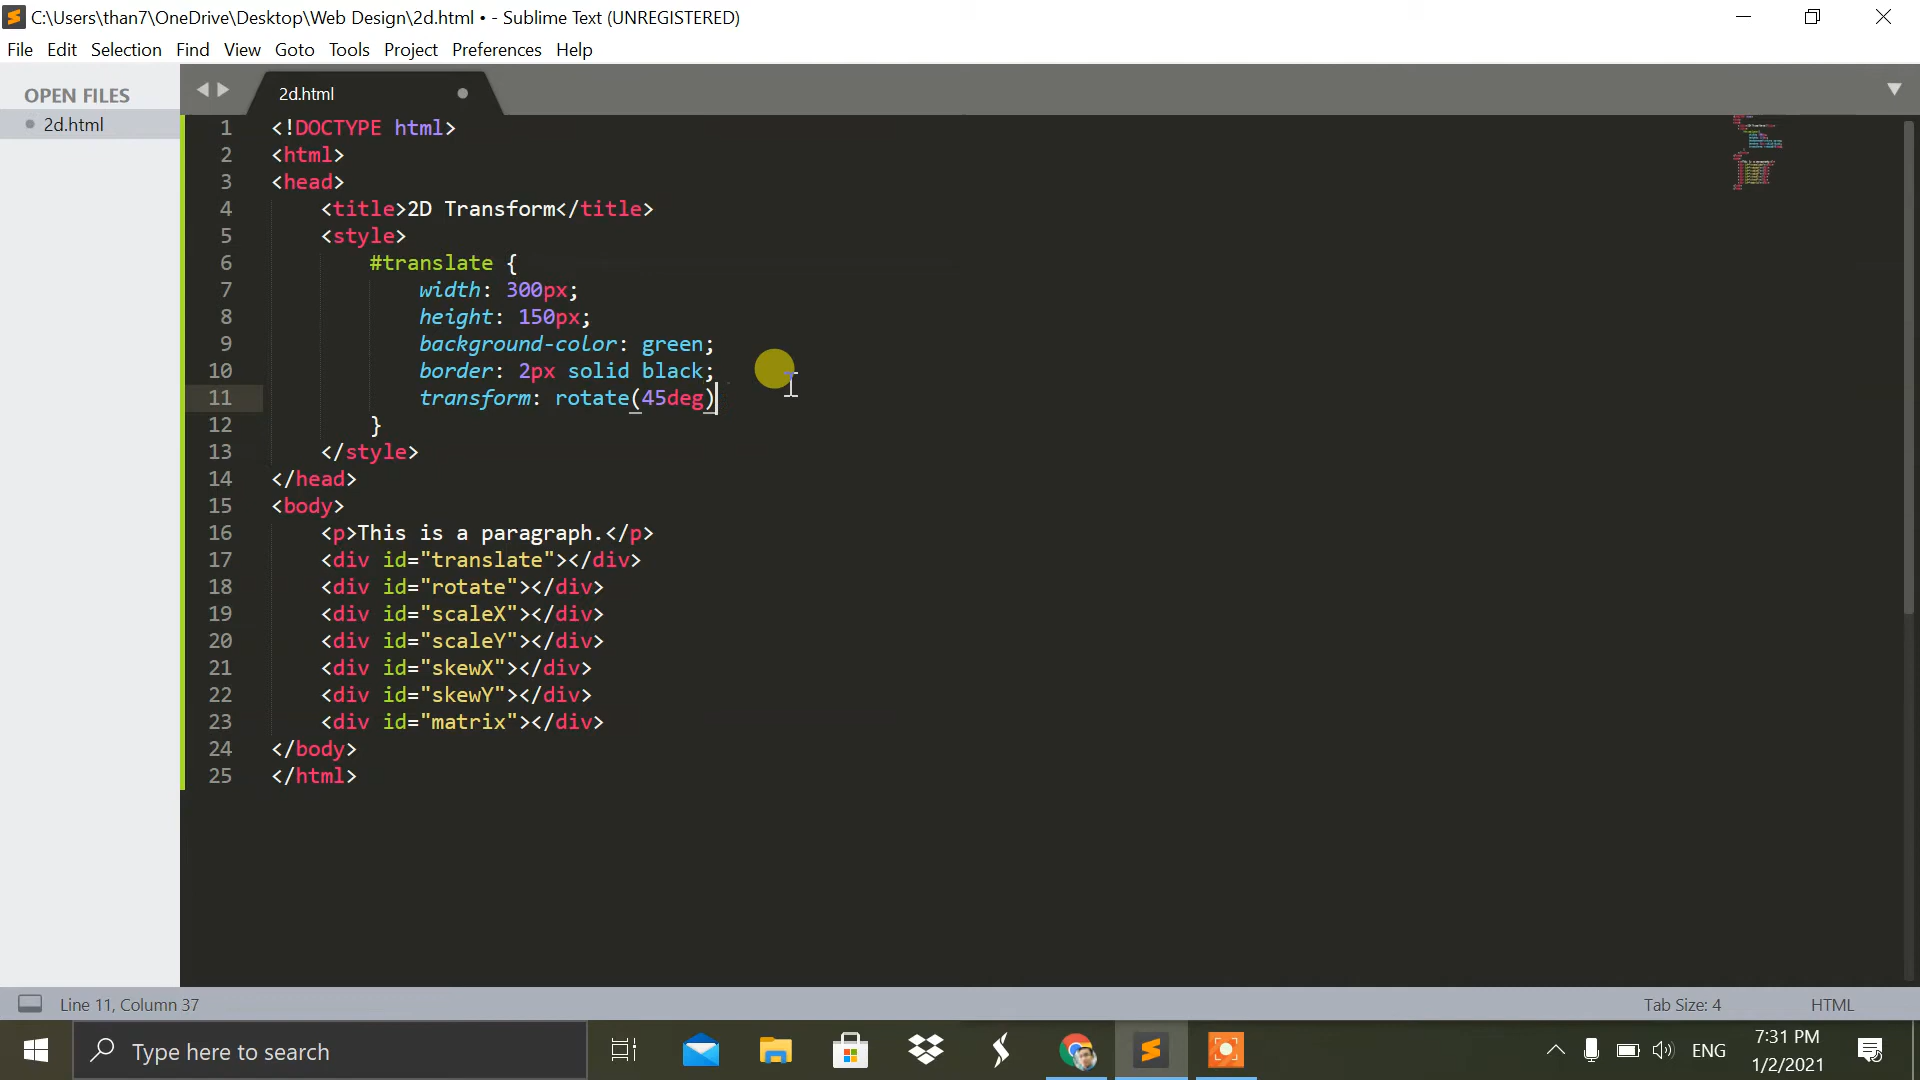 C:\Users\than7\OneDrive\Desktop\Web Design\2d.html • - Sublime Text (UNREGISTERED)
File Edit Selection Find View Goto Tools Project Preferences Help
OPEN FILES
2d.html
2d.html
1 <!DOCTYPE html>
2 <html>
3 <head>
4 <title>2D Transform</title>
5 <style>
6 #translate {
7 width: 300px;
8 height: 150px;
9 background-color: green;
10 border: 2px solid black;
11 transform: rotate(45deg)
12 }
13 </style>
14 </head>
15 <body>
16 <p>This is a paragraph.</p>
17 <div id="translate"></div>
18 <div id="rotate"></div>
19 <div id="scaleX"></div>
20 <div id="scaleY"></div>
21 <div id="skewX"></div>
22 <div id="skewY"></div>
23 <div id="matrix"></div>
24 </body>
25 </html>
Line 11, Column 37 Tab Size: 4 HTML
Type here to search
ENG
7:31 PM
1/2/2021